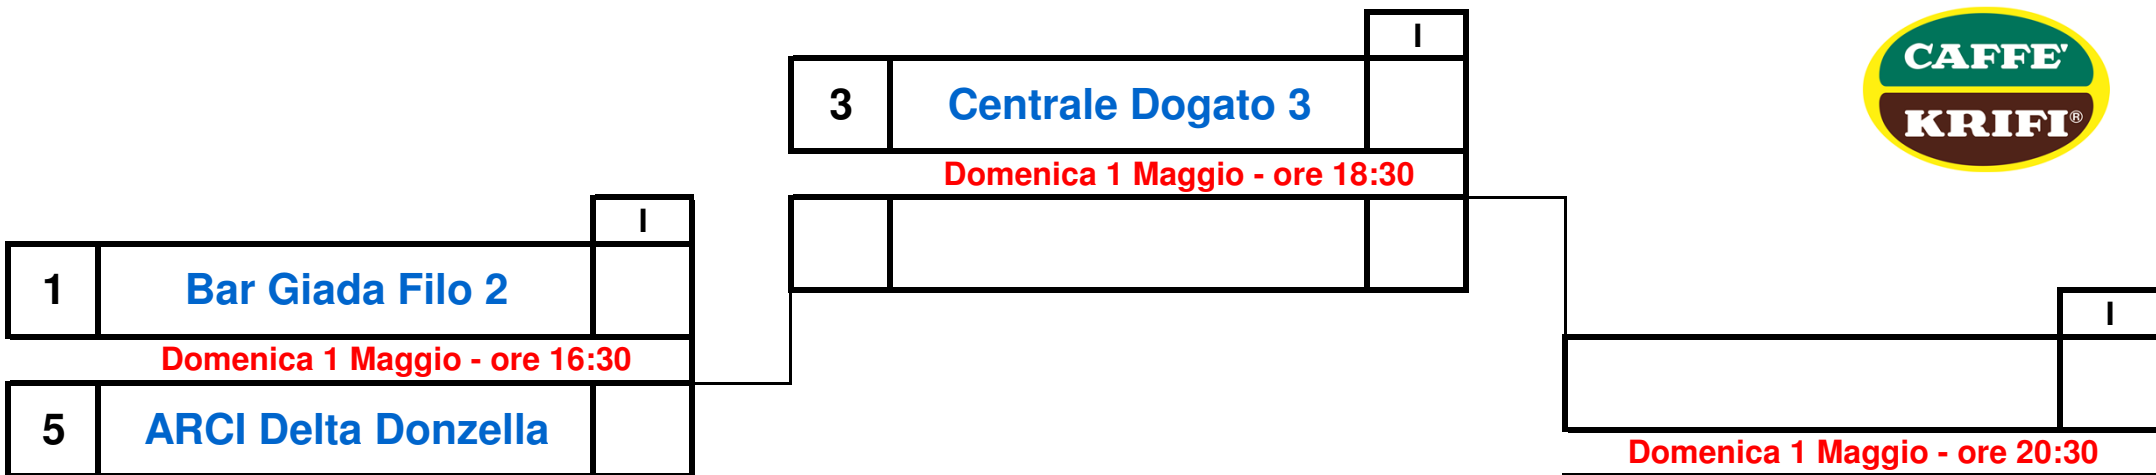 I
3 Centrale Dogato 3
Domenica 1 Maggio - ore 18:30
CAFFE'
KRIFI®
I
1 Bar Giada Filo 2
Domenica 1 Maggio - ore 16:30
5 ARCI Delta Donzella
I
Domenica 1 Maggio - ore 20:30